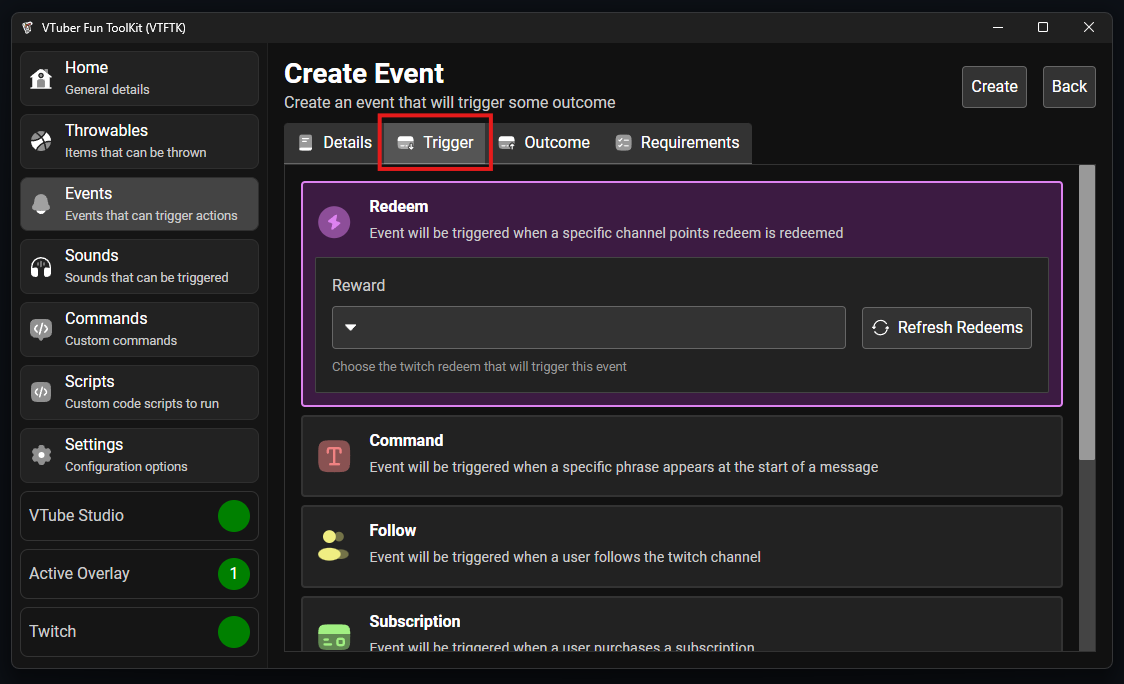 VTuber Fun ToolKit (VTFTK)
Home
General details
Throwables
Items that can be thrown
Events
Events that can trigger actions
Sounds
Sounds that can be triggered
Commands
Custom commands
Scripts
Custom code scripts to run
Settings
Configuration options
VTube Studio
Active Overlay 1
Twitch
Create Event
Create an event that will trigger some outcome
Create Back
Details Trigger Outcome Requirements
Redeem
Event will be triggered when a specific channel points redeem is redeemed
Reward
Refresh Redeems
Choose the twitch redeem that will trigger this event
T
Command
Event will be triggered when a specific phrase appears at the start of a message
Follow
Event will be triggered when a user follows the twitch channel
Subscription
Event will be triggered when a user purchases a subscription